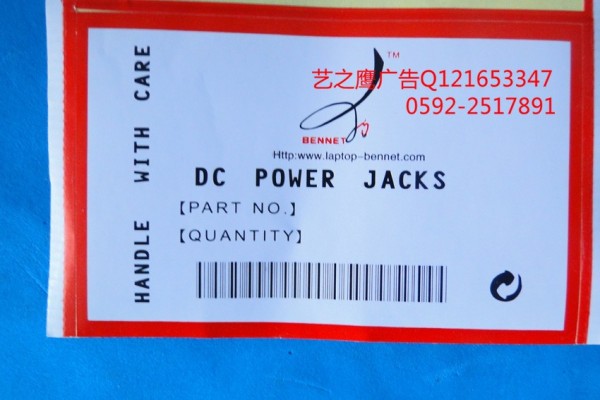 HANDLE WITH CARE
TM
艺之鹰广告Q121653347
0592-2517891
BENNET
Http:www.laptop-bennet.com
DC POWER JACKS
【PART NO.】
【QUANTITY】